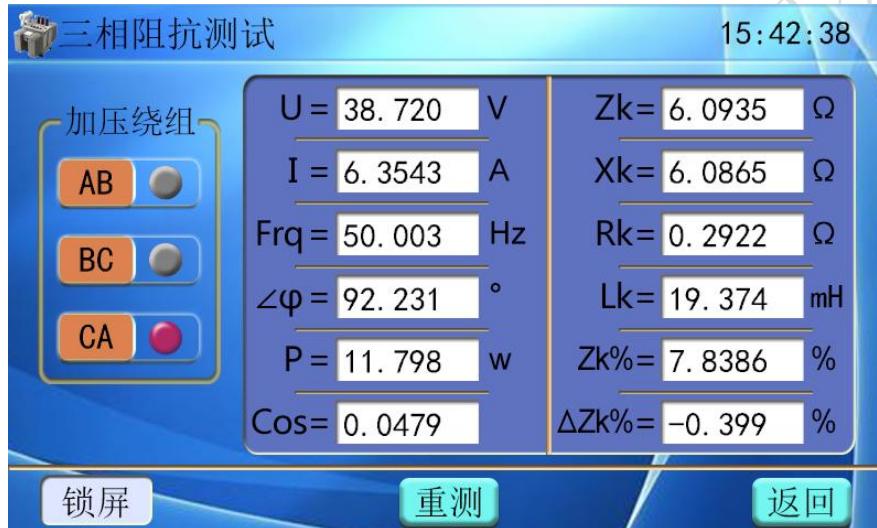 三相阻抗测试 15:42:38
加压绕组
AB
BC
CA
U = 38.720 V
I = 6.3543 A
Frq = 50.003 Hz
∠φ = 92.231 °
P = 11.798 w
Cos= 0.0479
Zk= 6.0935 Ω
Xk= 6.0865 Ω
Rk= 0.2922 Ω
Lk= 19.374 mH
Zk%= 7.8386 %
ΔZk%= -0.399 %
锁屏 重测 返回